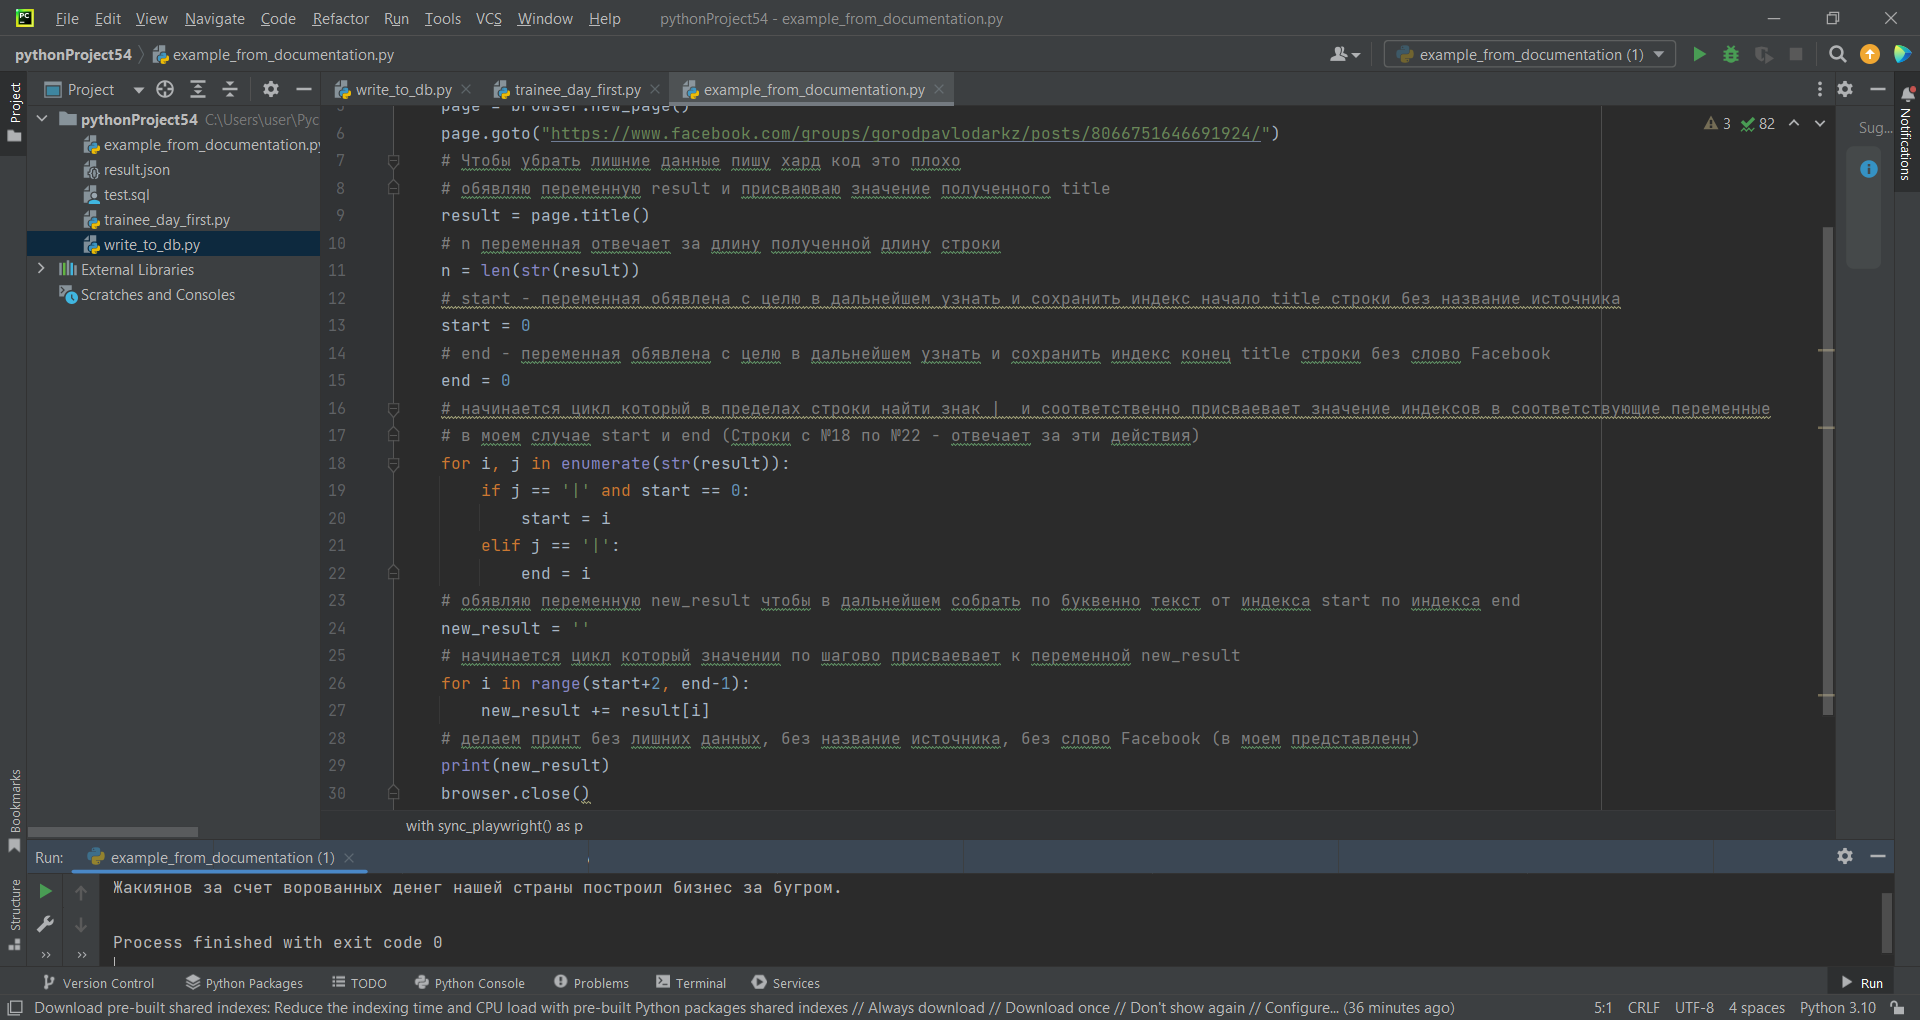 File Edit View Navigate Code Refactor Run Tools VCS Window Help pythonProject54 - example_from_documentation.py
pythonProject54 example_from_documentation.py example_from_documentation (1)
Project write_to_db.py trainee_day_first.py example_from_documentation.py
Project
pythonProject54 C:\Users\user\Pyc
example_from_documentation.py
result.json
test.sql
trainee_day_first.py
write_to_db.py
External Libraries
Scratches and Consoles
5 page = browser.new_page()
6 page.goto("https://www.facebook.com/groups/gorodpavlodarkz/posts/8066751646691924/")
7 # Чтобы убрать лишние данные пишу хард код это плохо
8 # обявляю переменную result и присваюваю значение полученного title
9 result = page.title()
10 # n переменная отвечает за длину полученной длину строки
11 n = len(str(result))
12 # start - переменная обявлена с целю в дальнейшем узнать и сохранить индекс начало title строки без название источника
13 start = 0
14 # end - переменная обявлена с целю в дальнейшем узнать и сохранить индекс конец title строки без слово Facebook
15 end = 0
16 # начинается цикл который в пределах строки найти знак | и соответственно присваевает значение индексов в соответствующие переменные
17 # в моем случае start и end (Строки с №18 по №22 - отвечает за эти действия)
18 for i, j in enumerate(str(result)):
19 if j == '|' and start == 0:
20 start = i
21 elif j == '|':
22 end = i
23 # обявляю переменную new_result чтобы в дальнейшем собрать по буквенно текст от индекса start по индекса end
24 new_result = ''
25 # начинается цикл который значении по шагово присваевает к переменной new_result
26 for i in range(start+2, end-1):
27 new_result += result[i]
28 # делаем принт без лишних данных, без название источника, без слово Facebook (в моем представленн)
29 print(new_result)
30 browser.close()
3 82
Sug...
Notifications
with sync_playwright() as p
Bookmarks
Structure
Run: example_from_documentation (1)
Жакиянов за счет ворованных денег нашей страны построил бизнес за бугром.
Process finished with exit code 0
Version Control Python Packages TODO Python Console Problems Terminal Services Run
Download pre-built shared indexes: Reduce the indexing time and CPU load with pre-built Python packages shared indexes // Always download // Download once // Don't show again // Configure... (36 minutes ago) 5:1 CRLF UTF-8 4 spaces Python 3.10